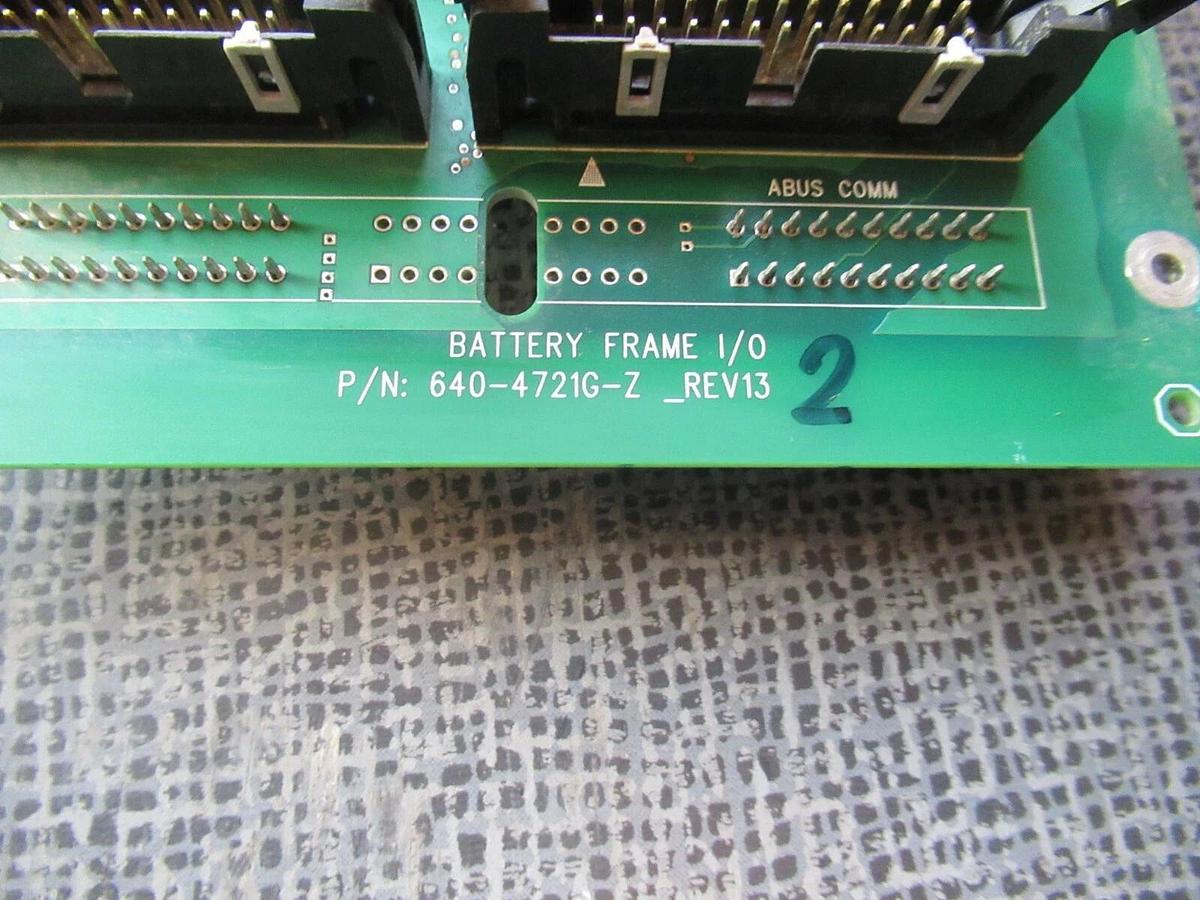 ABUS COMM
BATTERY FRAME I/O
P/N: 640-4721G-Z _REV13 2